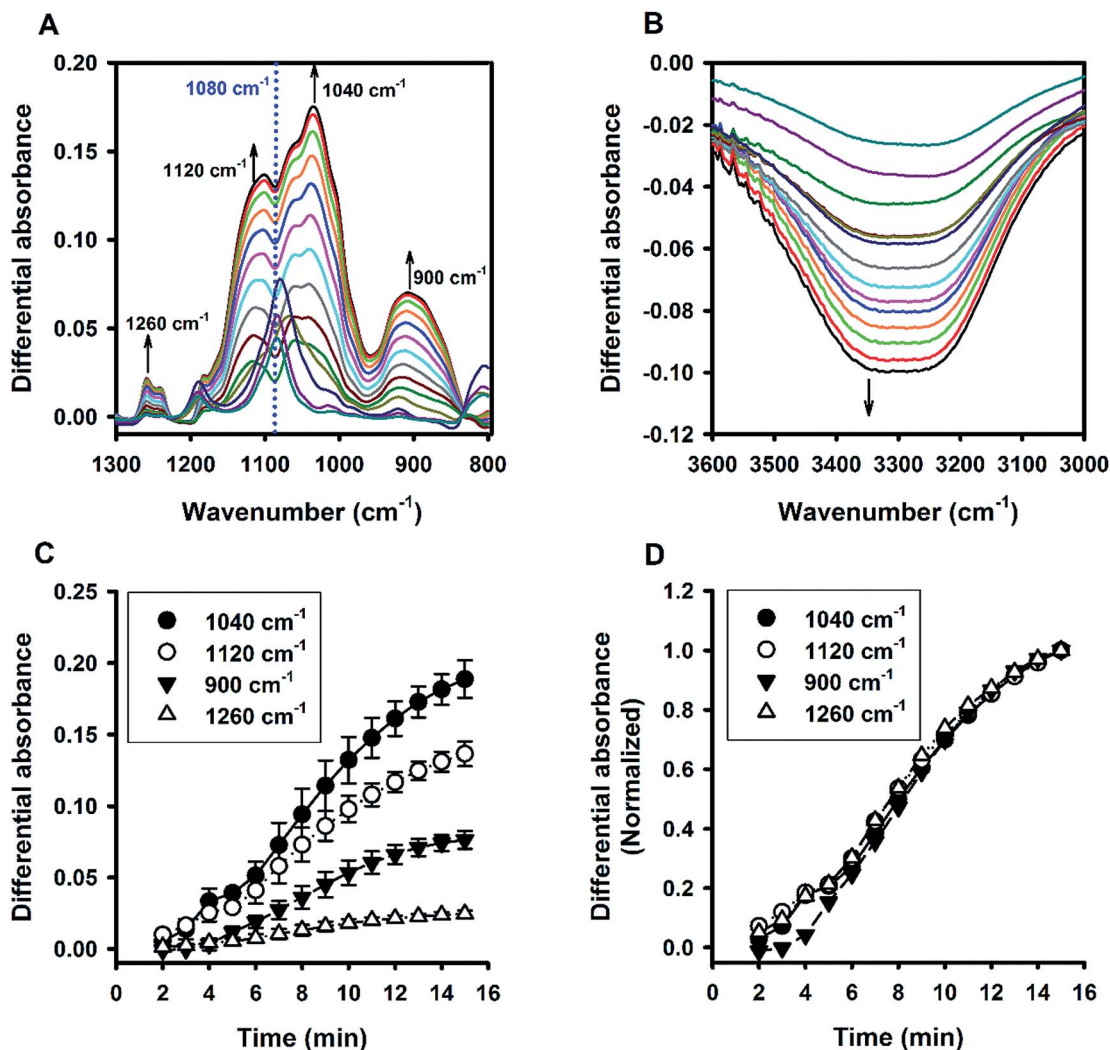 A
0.20
0.15
0.10
0.05
0.00
Differential absorbance
1080 cm-1
1040 cm-1
1120 cm-1
900 cm-1
1260 cm-1
1300 1200 1100 1000 900 800
Wavenumber (cm-1)
B
0.00
-0.02
-0.04
-0.06
-0.08
-0.10
-0.12
Differential absorbance
3600 3500 3400 3300 3200 3100 3000
Wavenumber (cm-1)
C
0.25
0.20
0.15
0.10
0.05
0.00
Differential absorbance
1040 cm-1
1120 cm-1
900 cm-1
1260 cm-1
0 2 4 6 8 10 12 14 16
Time (min)
D
1.2
1.0
0.8
0.6
0.4
0.2
0.0
Differential absorbance
(Normalized)
1040 cm-1
1120 cm-1
900 cm-1
1260 cm-1
0 2 4 6 8 10 12 14 16
Time (min)